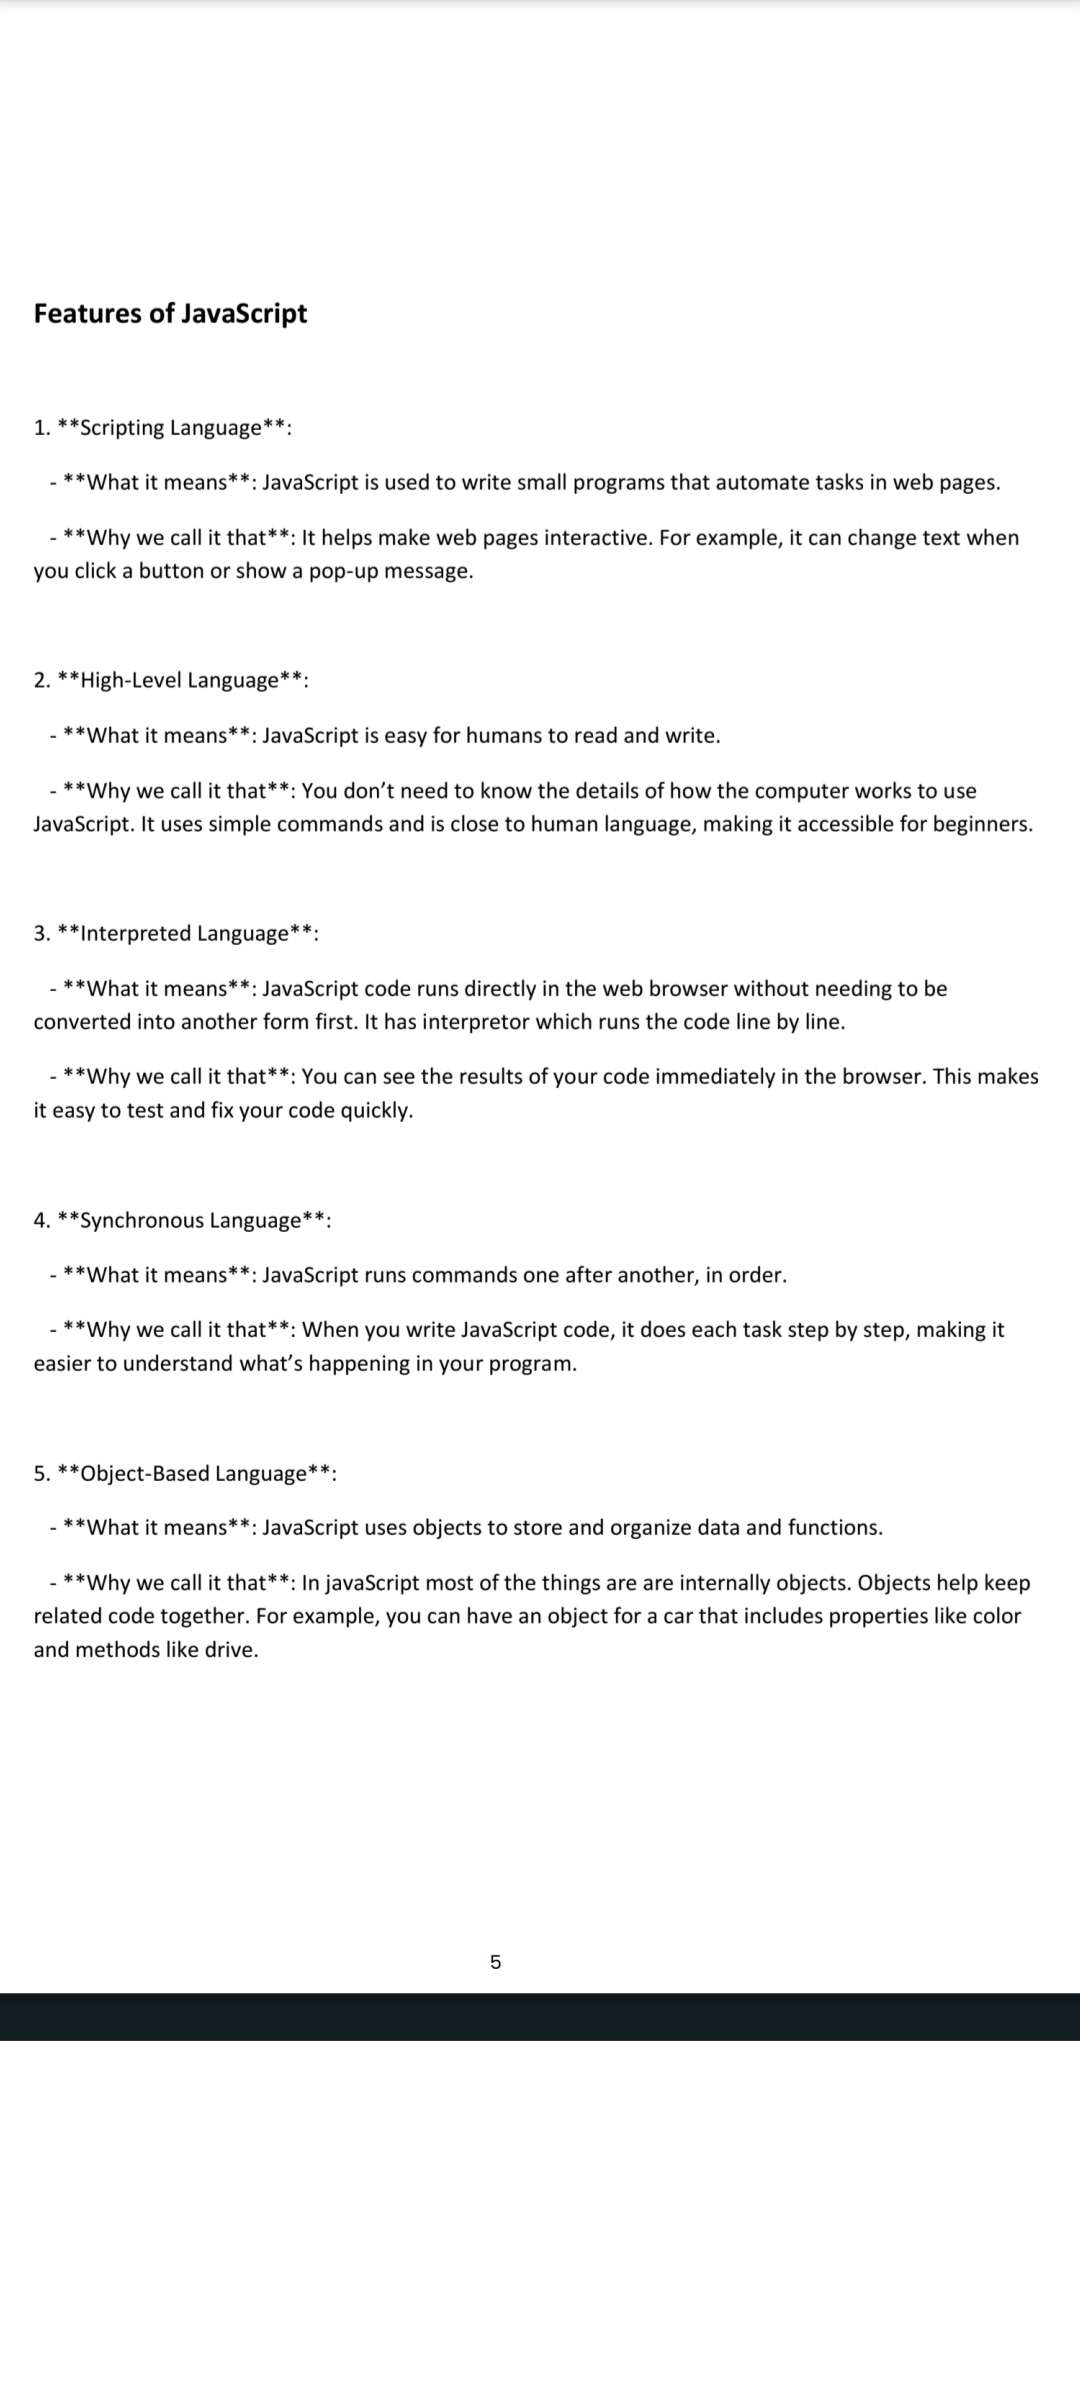 Features of JavaScript
1. **Scripting Language**:
- **What it means**: JavaScript is used to write small programs that automate tasks in web pages.
- **Why we call it that**: It helps make web pages interactive. For example, it can change text when
you click a button or show a pop-up message.
2. **High-Level Language**:
- **What it means**: JavaScript is easy for humans to read and write.
- **Why we call it that**: You don’t need to know the details of how the computer works to use
JavaScript. It uses simple commands and is close to human language, making it accessible for beginners.
3. **Interpreted Language**:
- **What it means**: JavaScript code runs directly in the web browser without needing to be
converted into another form first. It has interpretor which runs the code line by line.
- **Why we call it that**: You can see the results of your code immediately in the browser. This makes
it easy to test and fix your code quickly.
4. **Synchronous Language**:
- **What it means**: JavaScript runs commands one after another, in order.
- **Why we call it that**: When you write JavaScript code, it does each task step by step, making it
easier to understand what’s happening in your program.
5. **Object-Based Language**:
- **What it means**: JavaScript uses objects to store and organize data and functions.
- **Why we call it that**: In javaScript most of the things are are internally objects. Objects help keep
related code together. For example, you can have an object for a car that includes properties like color
and methods like drive.
5